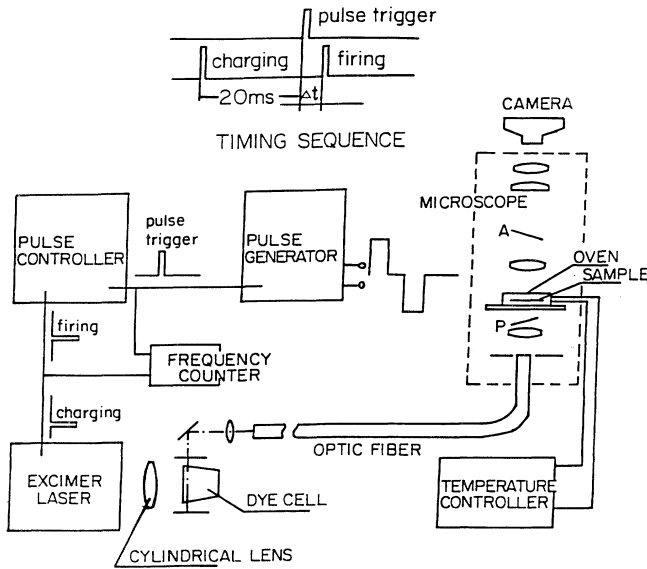 pulse trigger
charging
firing
20ms
Δt
TIMING SEQUENCE
CAMERA
MICROSCOPE
A
OVEN
SAMPLE
P
PULSE
CONTROLLER
pulse
trigger
PULSE
GENERATOR
firing
FREQUENCY
COUNTER
charging
EXCIMER
LASER
OPTIC FIBER
DYE CELL
CYLINDRICAL LENS
TEMPERATURE
CONTROLLER